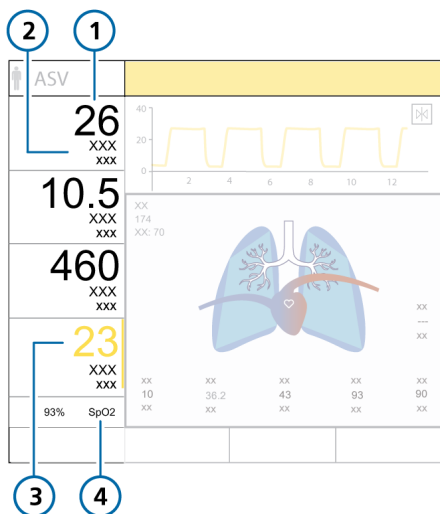 2 1
ASV
26
XXX
xxx
10.5
XXX
xxx
460
XXX
xxx
23
XXX
xxx
93% SpO2
40
20
0
2 4 6 8 10 12
XX
174
XX: 70
xx
---
xx
xx xx xx xx xx
10 36.2 43 93 90
xx xx xx xx xx
3 4